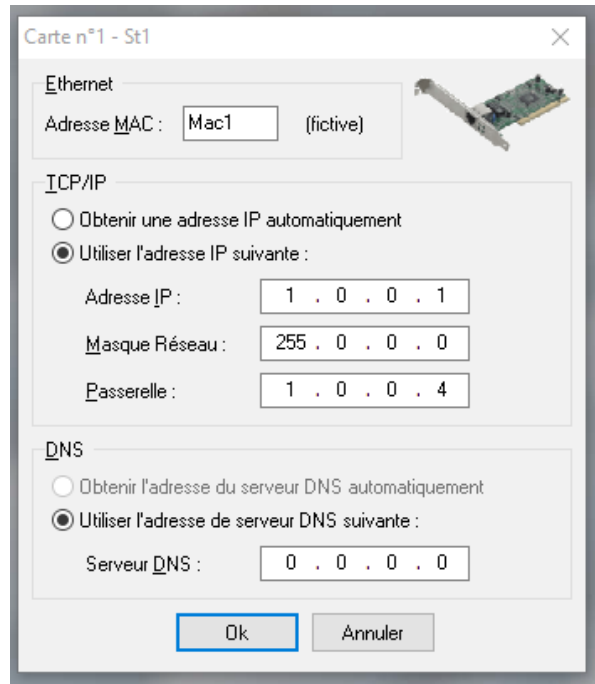 Carte n°1 - St1
Ethernet
Adresse MAC : Mac1 (fictive)
TCP/IP
Obtenir une adresse IP automatiquement
Utiliser l'adresse IP suivante :
Adresse IP : 1 . 0 . 0 . 1
Masque Réseau : 255 . 0 . 0 . 0
Passerelle : 1 . 0 . 0 . 4
DNS
Obtenir l'adresse du serveur DNS automatiquement
Utiliser l'adresse de serveur DNS suivante :
Serveur DNS : 0 . 0 . 0 . 0
Ok Annuler